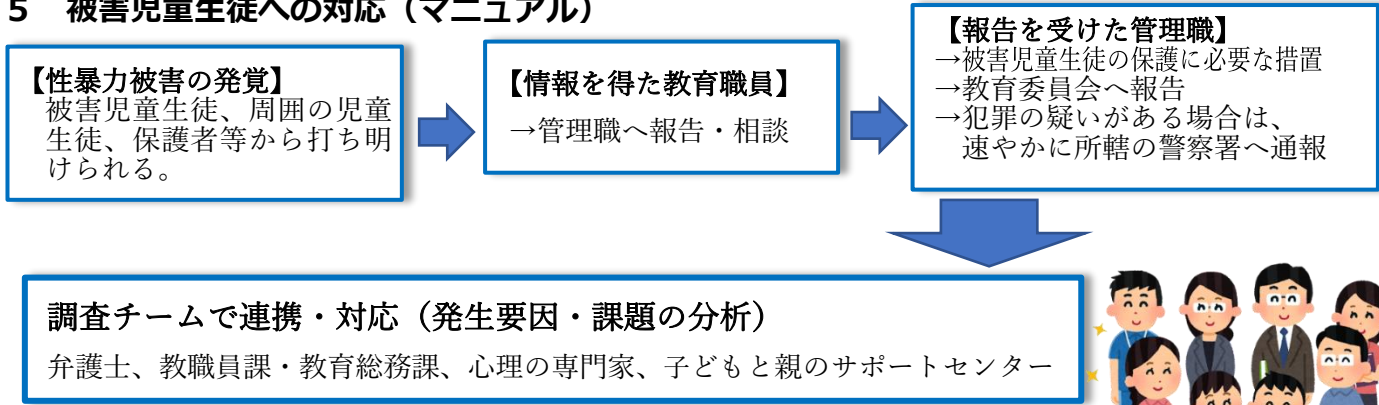 5 被害児童生徒への対応（マニュアル）
【性暴力被害の発覚】
被害児童生徒、周囲の児童
生徒、保護者等から打ち明
けられる。
【情報を得た教育職員】
→管理職へ報告・相談
【報告を受けた管理職】
→被害児童生徒の保護に必要な措置
→教育委員会へ報告
→犯罪の疑いがある場合は、
速やかに所轄の警察署へ通報
調査チームで連携・対応（発生要因・課題の分析）
弁護士、教職員課・教育総務課、心理の専門家、子どもと親のサポートセンター